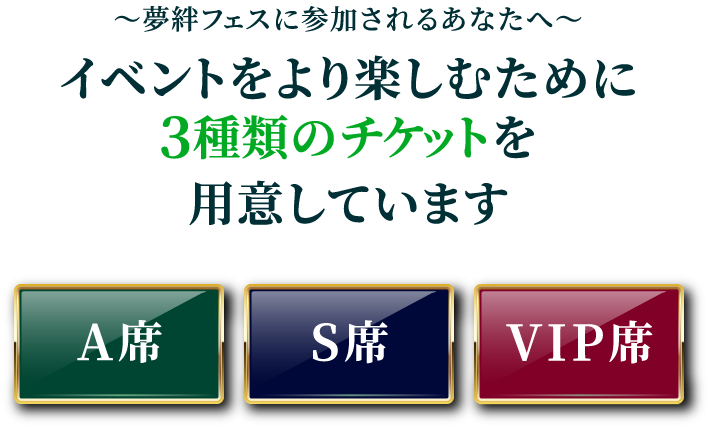 ～夢絆フェスに参加されるあなたへ～
イベントをより楽しむために
3種類のチケットを
用意しています
A席
S席
VIP席